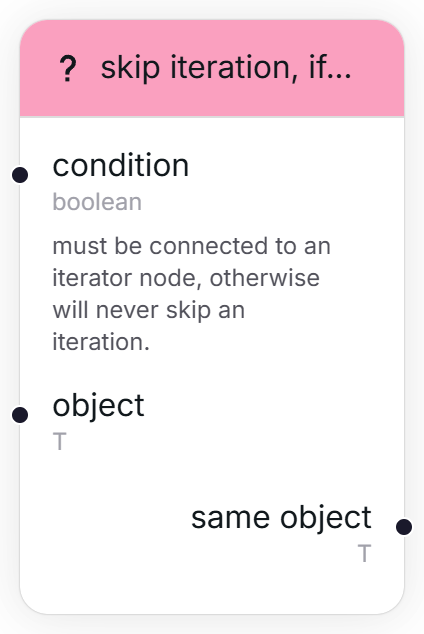 ? skip iteration, if...
condition
boolean
must be connected to an
iterator node, otherwise
will never skip an
iteration.
object
T
same object
T